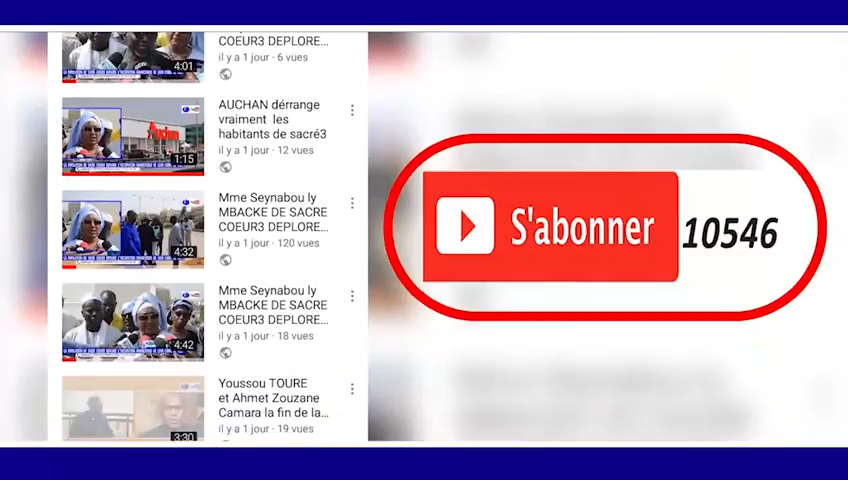 COEUR3 DEPLORE...
il y a 1 jour · 6 vues
4:01
AUCHAN dérrange
vraiment les
habitants de sacré3
il y a 1 jour · 12 vues
Auchan
1:15
Mme Seynabou ly
MBACKE DE SACRE
COEUR3 DEPLORE...
il y a 1 jour · 120 vues
4:32
Mme Seynabou ly
MBACKE DE SACRE
COEUR3 DEPLORE...
il y a 1 jour · 18 vues
4:42
Youssou TOURE
et Ahmet Zouzane
Camara la fin de la...
il y a 1 jour · 19 vues
3:30
S'abonner 10546